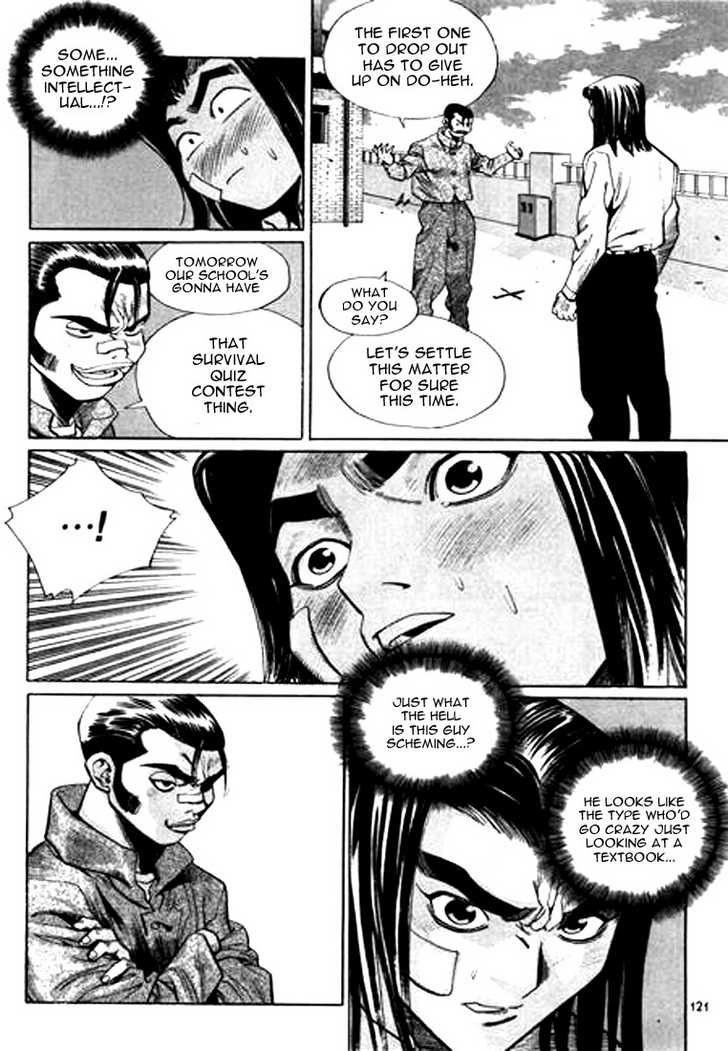 SOME...
SOMETHING
INTELLECT-
UAL...!?
THE FIRST ONE
TO DROP OUT
HAS TO GIVE
UP ON DO-HEH.
TOMORROW
OUR SCHOOL'S
GONNA HAVE
THAT
SURVIVAL
QUIZ
CONTEST
THING.
WHAT
DO YOU
SAY?
LET'S SETTLE
THIS MATTER
FOR SURE
THIS TIME.
...!
JUST WHAT
THE HELL
IS THIS GUY
SCHEMING...?
HE LOOKS LIKE
THE TYPE WHO'D
GO CRAZY JUST
LOOKING AT A
TEXTBOOK...
121